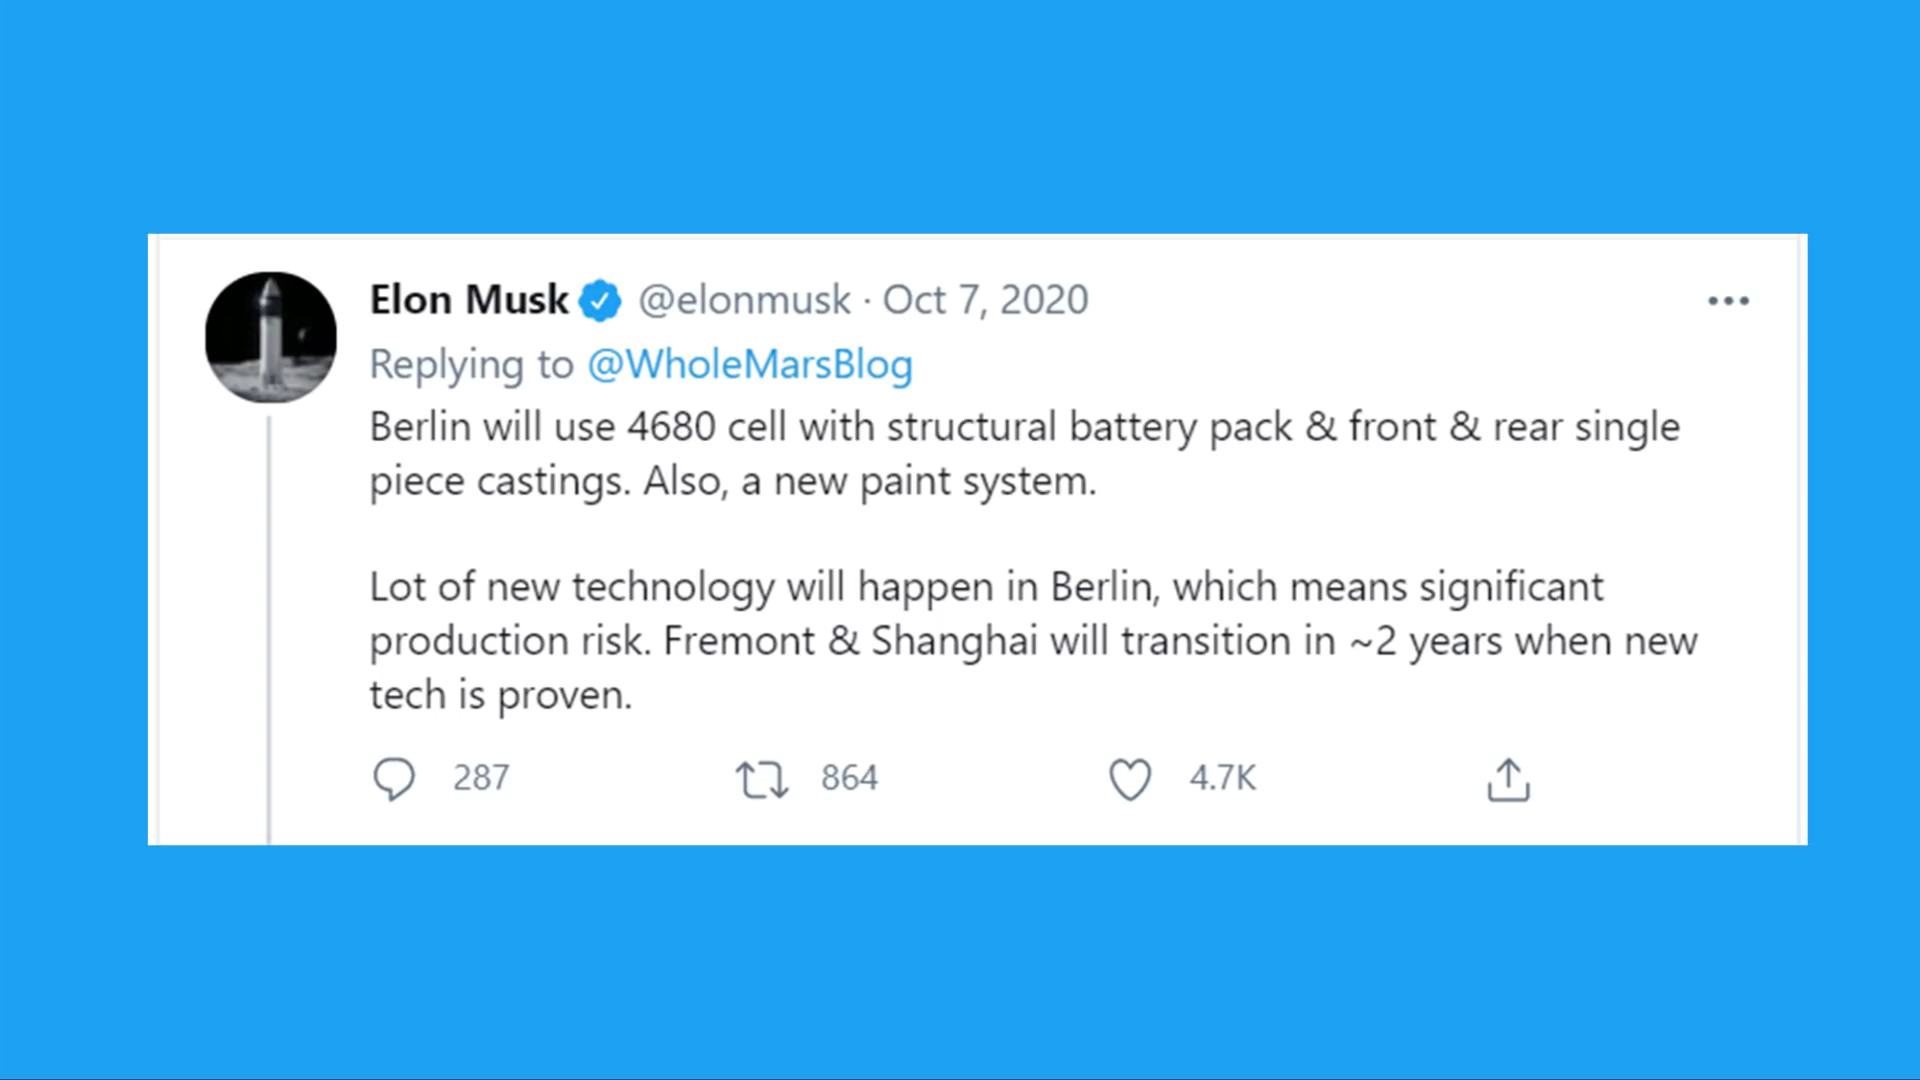 Elon Musk @elonmusk · Oct 7, 2020
Replying to @WholeMarsBlog
Berlin will use 4680 cell with structural battery pack & front & rear single
piece castings. Also, a new paint system.
Lot of new technology will happen in Berlin, which means significant
production risk. Fremont & Shanghai will transition in ~2 years when new
tech is proven.
287 864 4.7K